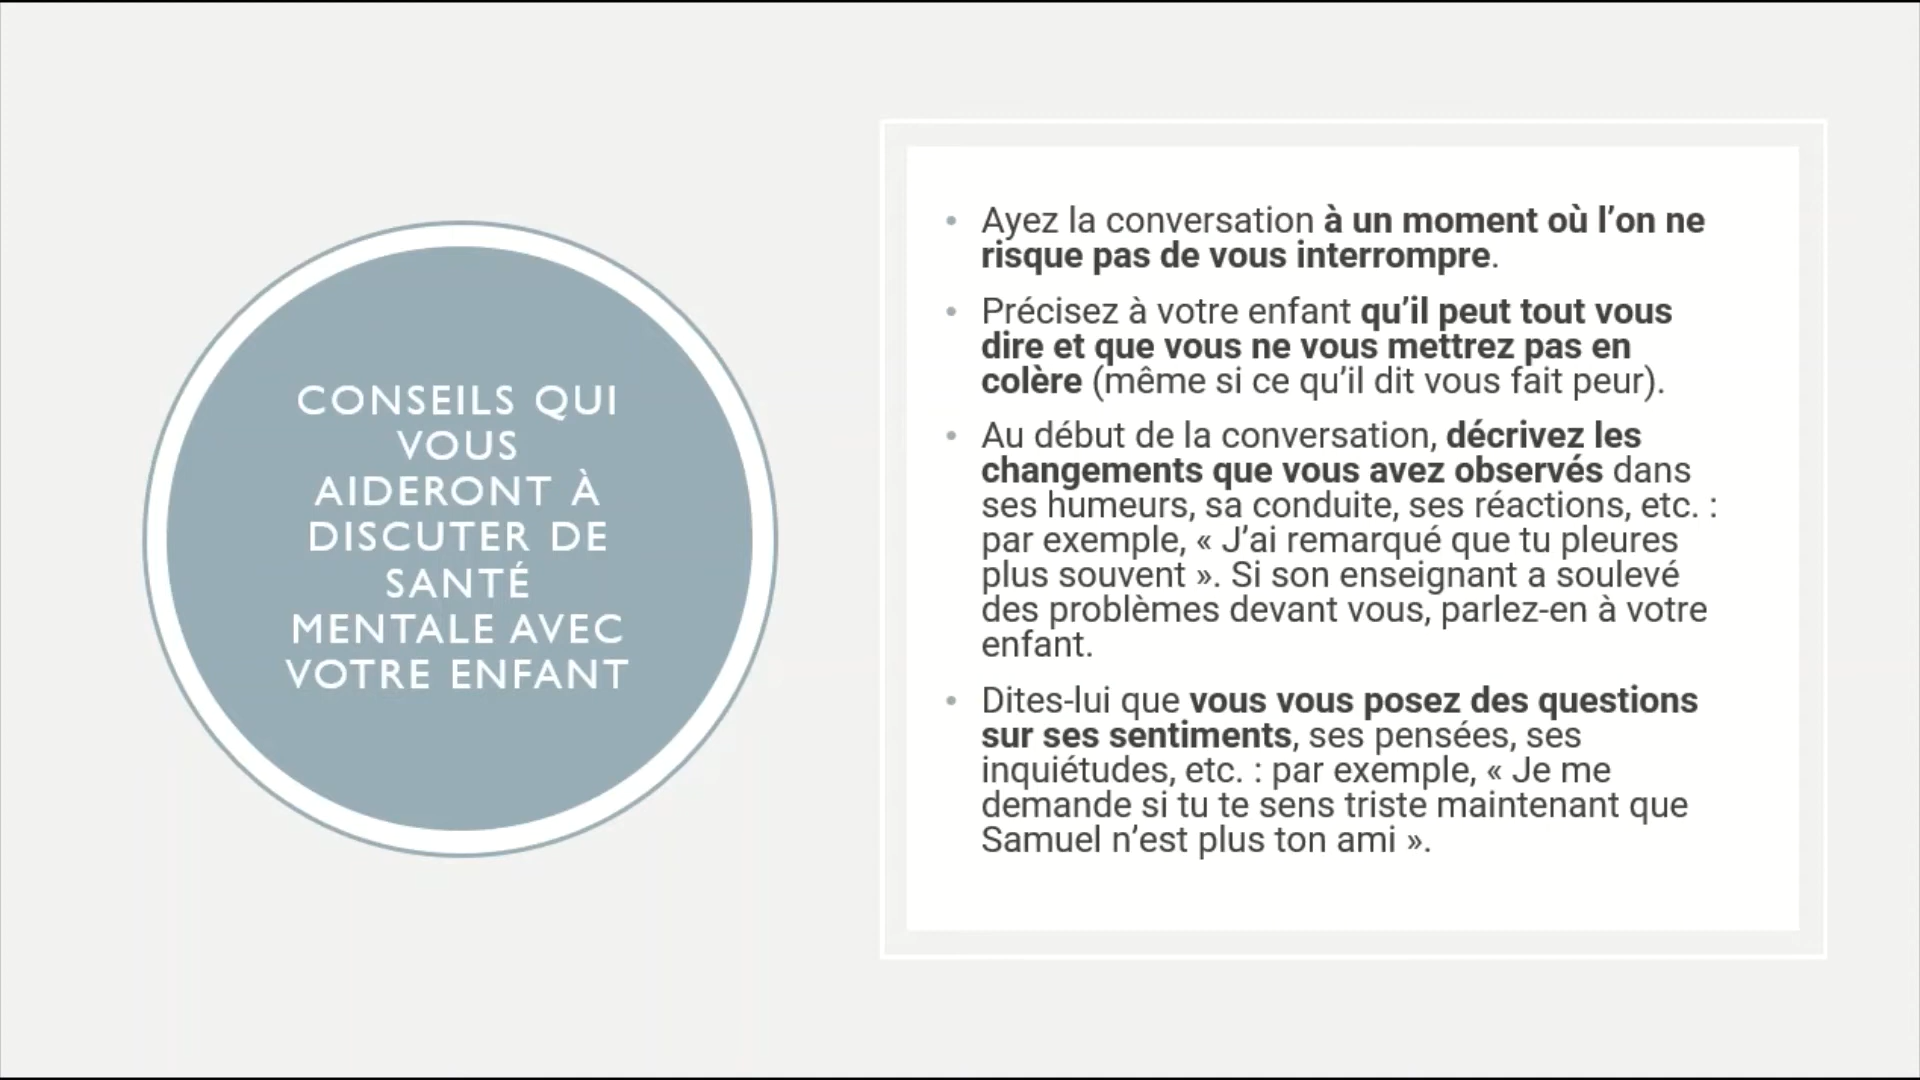 CONSEILS QUI
VOUS
AIDERONT À
DISCUTER DE
SANTÉ
MENTALE AVEC
VOTRE ENFANT
• Ayez la conversation à un moment où l’on ne
risque pas de vous interrompre.
• Précisez à votre enfant qu’il peut tout vous
dire et que vous ne vous mettrez pas en
colère (même si ce qu’il dit vous fait peur).
• Au début de la conversation, décrivez les
changements que vous avez observés dans
ses humeurs, sa conduite, ses réactions, etc. :
par exemple, « J’ai remarqué que tu pleures
plus souvent ». Si son enseignant a soulevé
des problèmes devant vous, parlez-en à votre
enfant.
• Dites-lui que vous vous posez des questions
sur ses sentiments, ses pensées, ses
inquiétudes, etc. : par exemple, « Je me
demande si tu te sens triste maintenant que
Samuel n’est plus ton ami ».